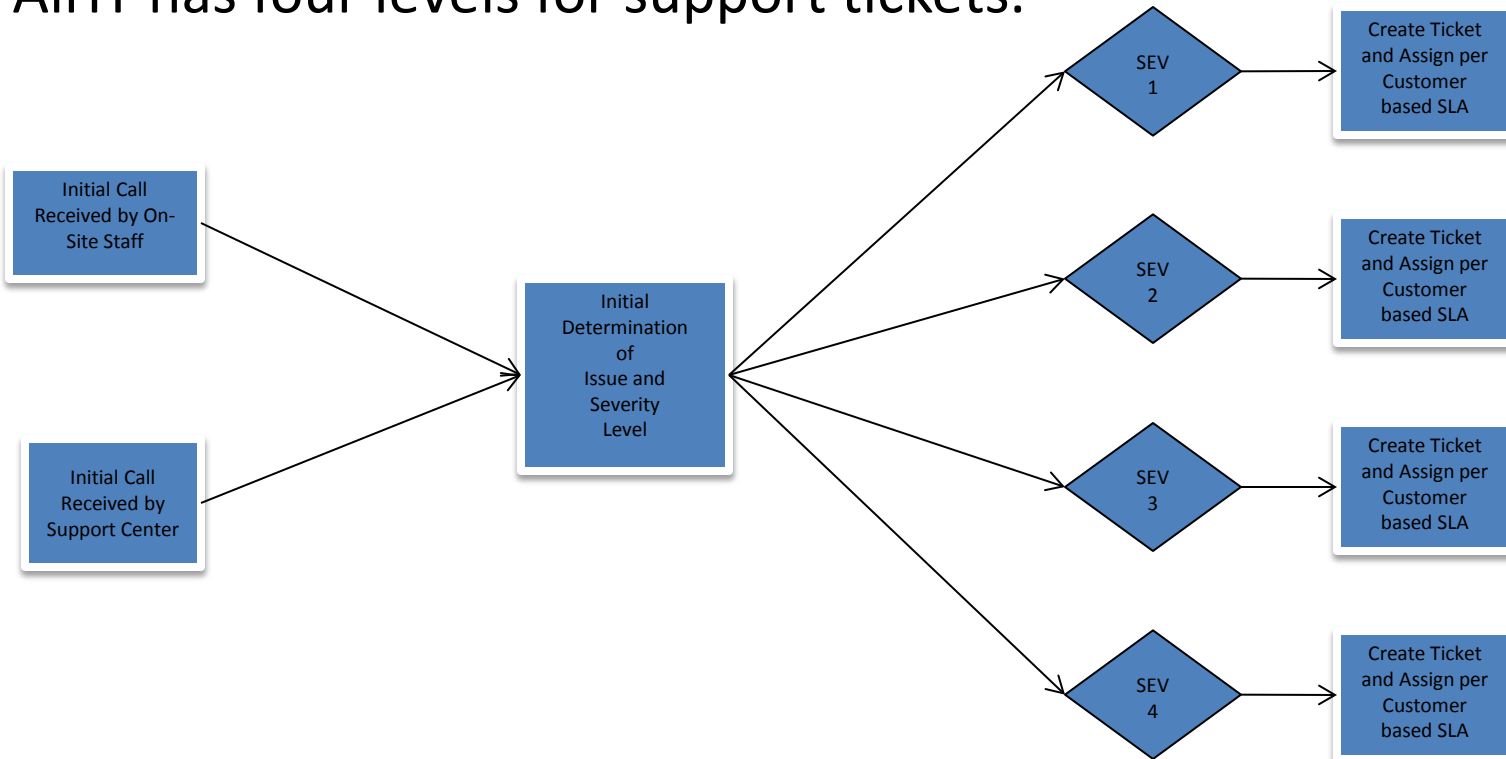 AirIT has four levels for support tickets:
Initial Call
Received by On-
Site Staff
Initial Call
Received by
Support Center
Initial
Determination
of
Issue and
Severity
Level
SEV
1
Create Ticket
and Assign per
Customer
based SLA
SEV
2
Create Ticket
and Assign per
Customer
based SLA
SEV
3
Create Ticket
and Assign per
Customer
based SLA
SEV
4
Create Ticket
and Assign per
Customer
based SLA